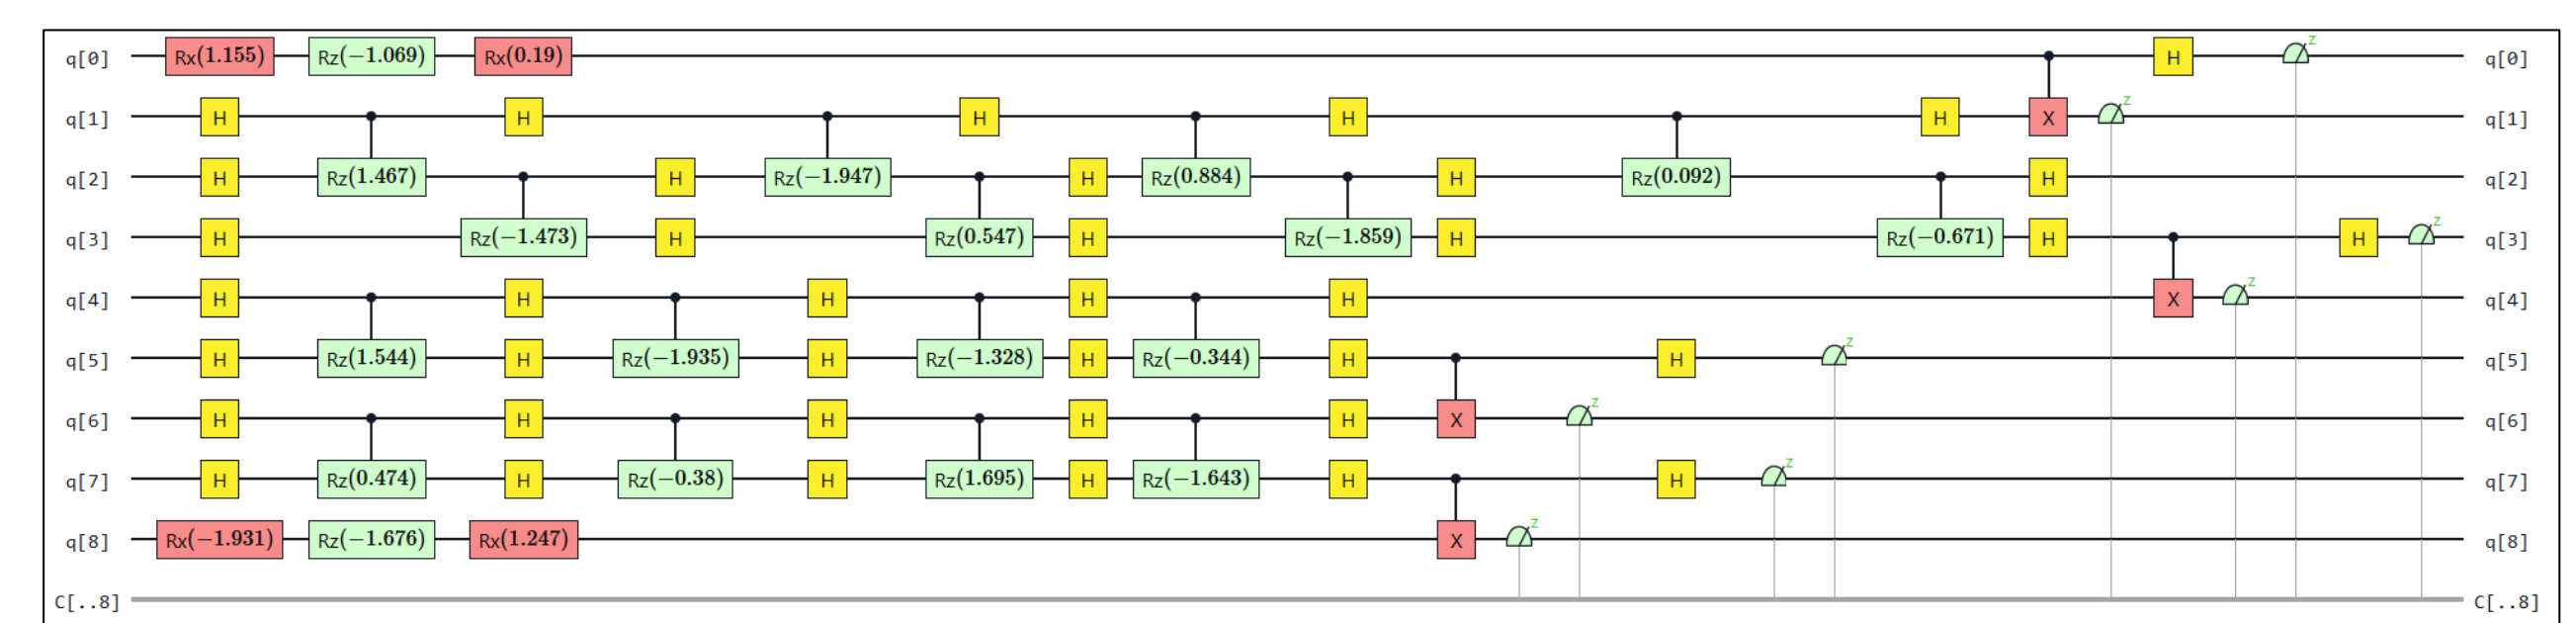 q[0] Rx(1.155) Rz(−1.069) Rx(0.19) H z q[0]
q[1] H H H H H X z q[1]
q[2] H Rz(1.467) H Rz(−1.947) H Rz(0.884) H Rz(0.092) H q[2]
q[3] H Rz(−1.473) H Rz(0.547) H Rz(−1.859) H Rz(−0.671) H H z q[3]
q[4] H H H H H X z q[4]
q[5] H Rz(1.544) H Rz(−1.935) H Rz(−1.328) H Rz(−0.344) H H z q[5]
q[6] H H H H H X z q[6]
q[7] H Rz(0.474) H Rz(−0.38) H Rz(1.695) H Rz(−1.643) H H z q[7]
q[8] Rx(−1.931) Rz(−1.676) Rx(1.247) X z q[8]
C[..8] C[..8]